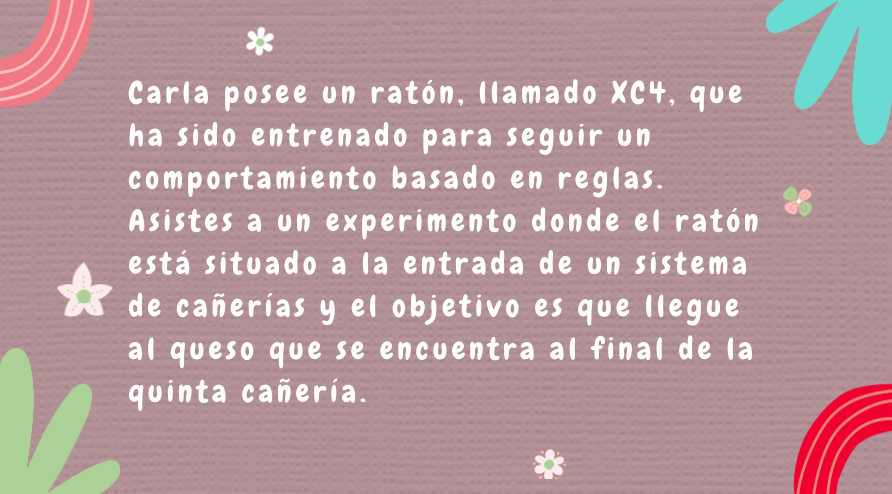 Carla posee un ratón, llamado XC4, que
ha sido entrenado para seguir un
comportamiento basado en reglas.
Asistes a un experimento donde el ratón
está situado a la entrada de un sistema
de cañerías y el objetivo es que llegue
al queso que se encuentra al final de la
quinta cañería.